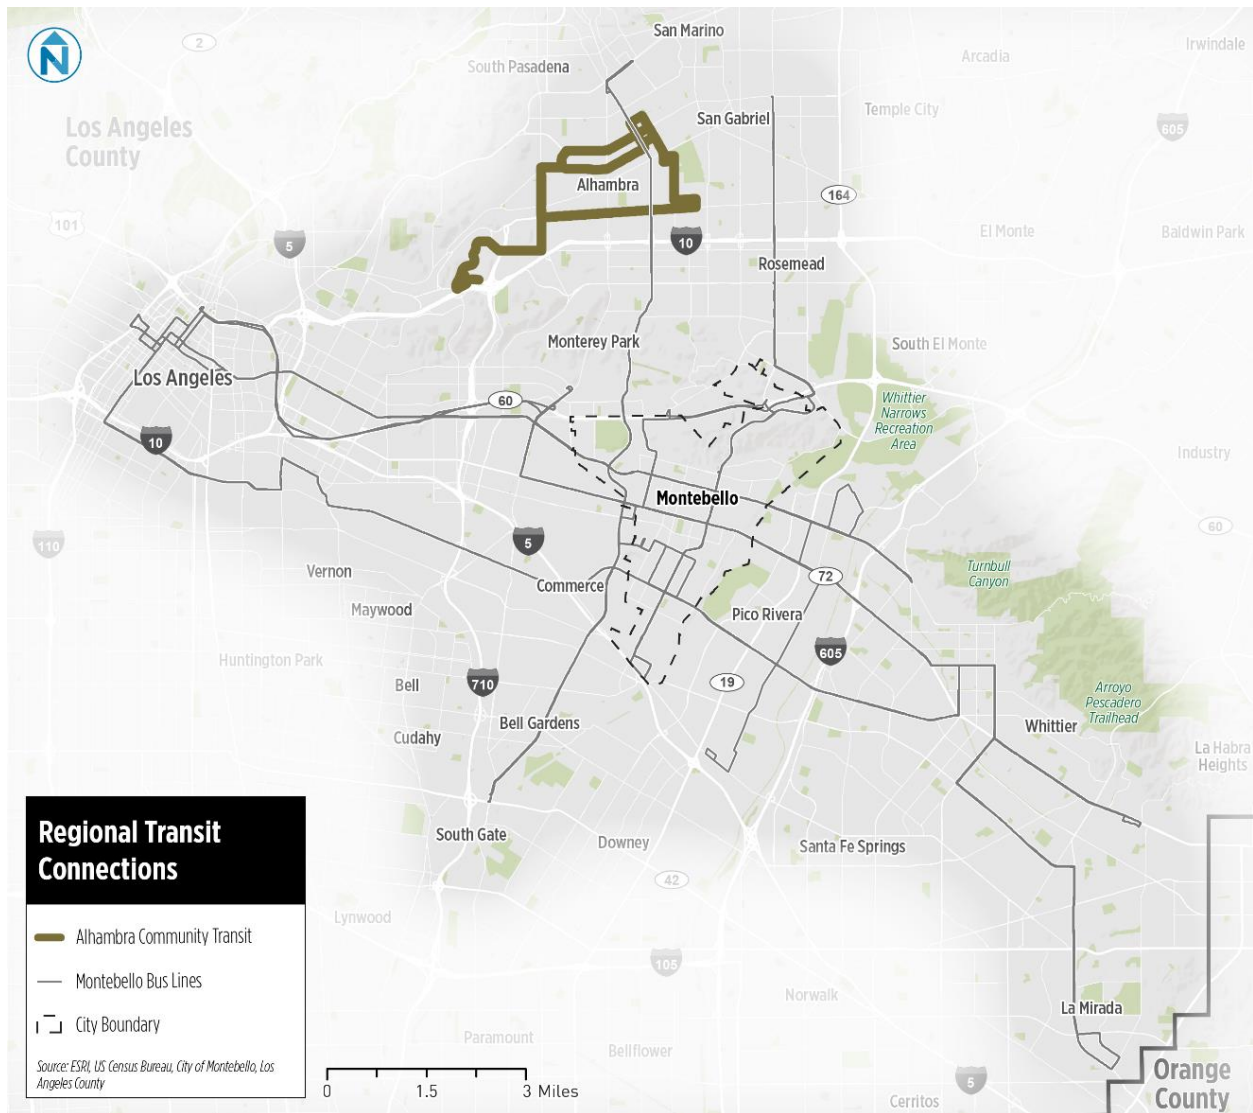 N
2
San Marino
South Pasadena
Arcadia
Irwindale
Los Angeles
County
San Gabriel
Temple City
605
Alhambra
164
101
5
10
El Monte
Baldwin Park
Rosemead
Monterey Park
South El Monte
Los Angeles
60
Whittier
Narrows
Recreation
Area
10
Industry
Montebello
60
110
5
Vernon
Commerce
72
Turnbull
Canyon
Maywood
Pico Rivera
Huntington Park
605
Bell
710
19
Arroyo
Pescadero
Trailhead
Bell Gardens
Whittier
Cudahy
La Habra
Heights
South Gate
Downey
Santa Fe Springs
42
Lynwood
105
Norwalk
La Mirada
Paramount
Bellflower
5
Cerritos
Orange
County
Regional Transit
Connections
Alhambra Community Transit
Montebello Bus Lines
City Boundary
Source: ESRI, US Census Bureau, City of Montebello, Los
Angeles County
0 1.5 3 Miles